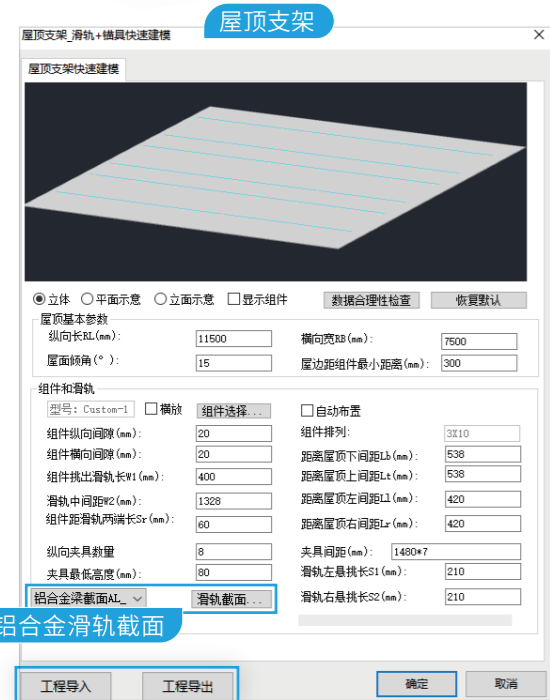 屋顶支架
屋顶支架_滑轨+锚具快速建模
屋顶支架快速建模
立体 平面示意 立面示意 显示组件 数据合理性检查 恢复默认
屋顶基本参数
纵向长RL(mm): 11500 横向宽RB(mm): 7500
屋面倾角(°): 15 屋边距组件最小距离(mm): 300
组件和滑轨
型号: Custom-1 横放 组件选择... 自动布置
组件纵向间隙(mm): 20 组件排列: 3X10
组件横向间隙(mm): 20 距离屋顶下间距Lb(mm): 538
组件挑出滑轨长W1(mm): 400 距离屋顶上间距Lt(mm): 538
滑轨中间距W2(mm): 1328 距离屋顶左间距Ll(mm): 420
组件距滑轨两端长Sr(mm): 60 距离屋顶右间距Lr(mm): 420
纵向夹具数量 8 夹具间距(mm): 1480*7
夹具最低高度(mm): 80 滑轨左悬挑长S1(mm): 210
铝合金梁截面AL_ 滑轨截面... 滑轨右悬挑长S2(mm): 210
铝合金滑轨截面
工程导入 工程导出 确定 取消